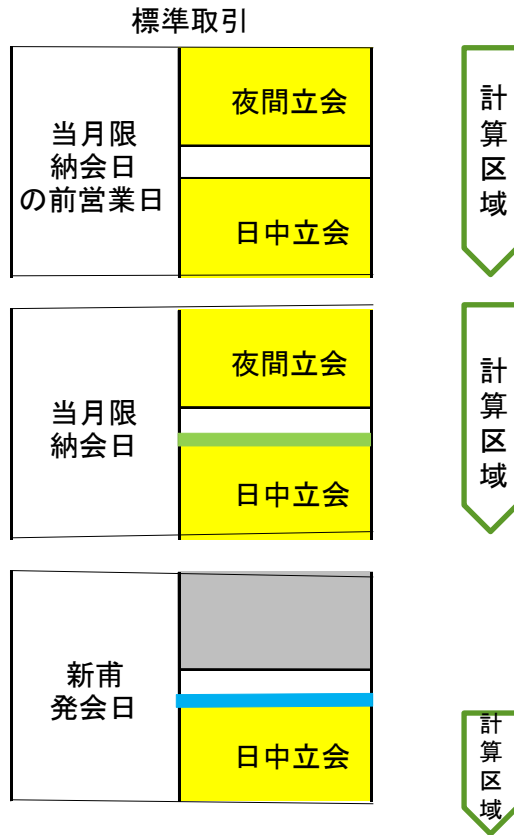 標準取引
当月限
納会日
の前営業日
夜間立会
日中立会
計算区域
当月限
納会日
夜間立会
日中立会
計算区域
新甫
発会日
日中立会
計算区域